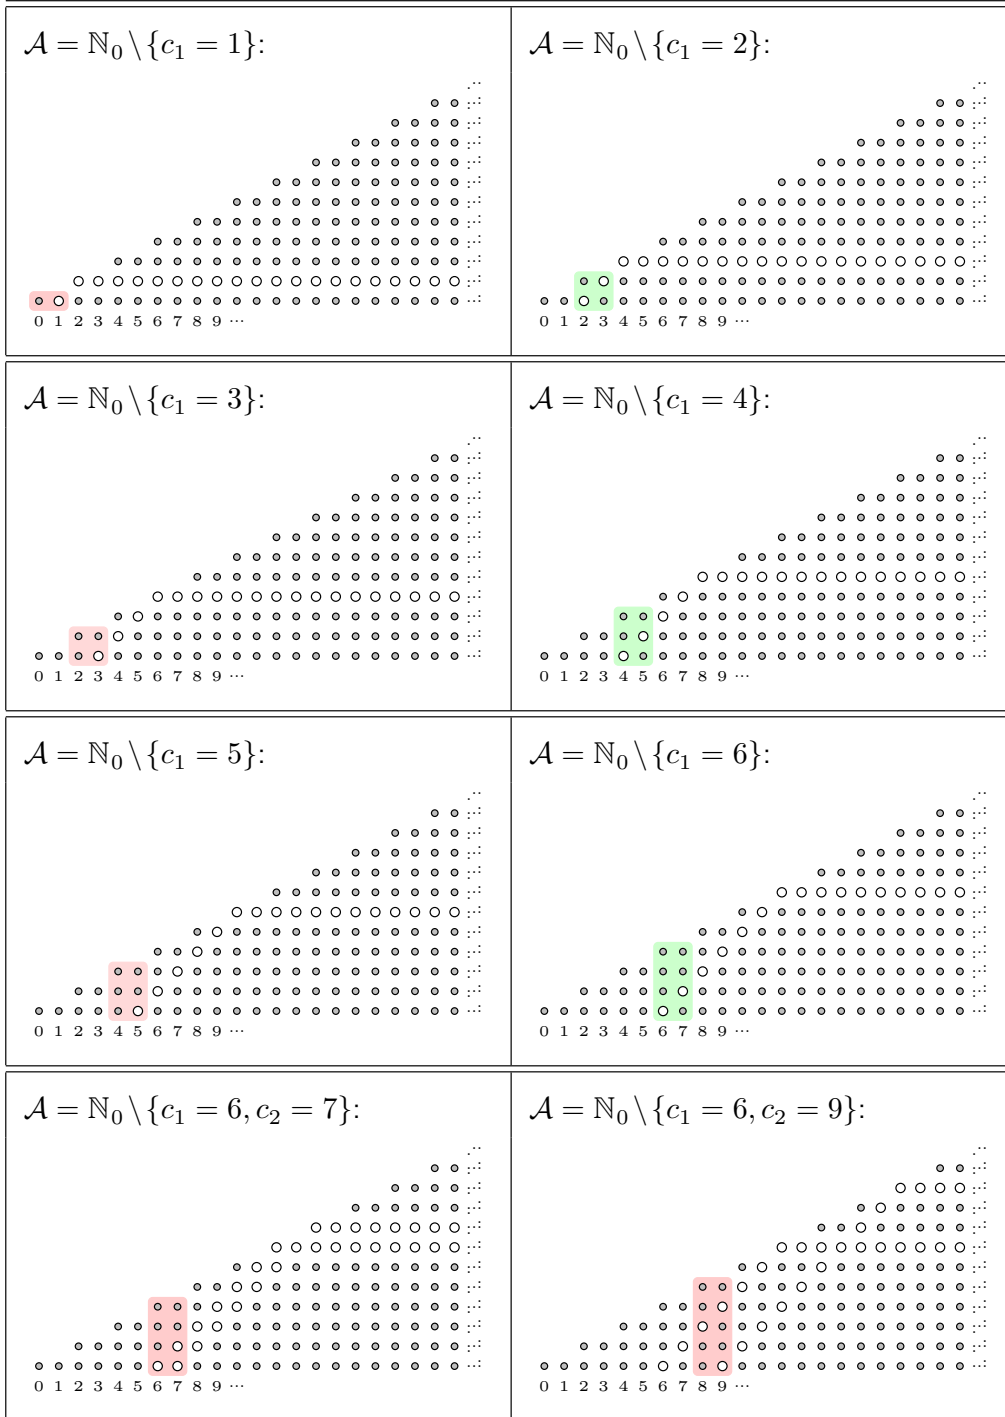 𝒜 = ℕ₀\{c₁ = 1}:
0 1 2 3 4 5 6 7 8 9 ⋯
𝒜 = ℕ₀\{c₁ = 2}:
0 1 2 3 4 5 6 7 8 9 ⋯
𝒜 = ℕ₀\{c₁ = 3}:
0 1 2 3 4 5 6 7 8 9 ⋯
𝒜 = ℕ₀\{c₁ = 4}:
0 1 2 3 4 5 6 7 8 9 ⋯
𝒜 = ℕ₀\{c₁ = 5}:
0 1 2 3 4 5 6 7 8 9 ⋯
𝒜 = ℕ₀\{c₁ = 6}:
0 1 2 3 4 5 6 7 8 9 ⋯
𝒜 = ℕ₀\{c₁ = 6, c₂ = 7}:
0 1 2 3 4 5 6 7 8 9 ⋯
𝒜 = ℕ₀\{c₁ = 6, c₂ = 9}:
0 1 2 3 4 5 6 7 8 9 ⋯